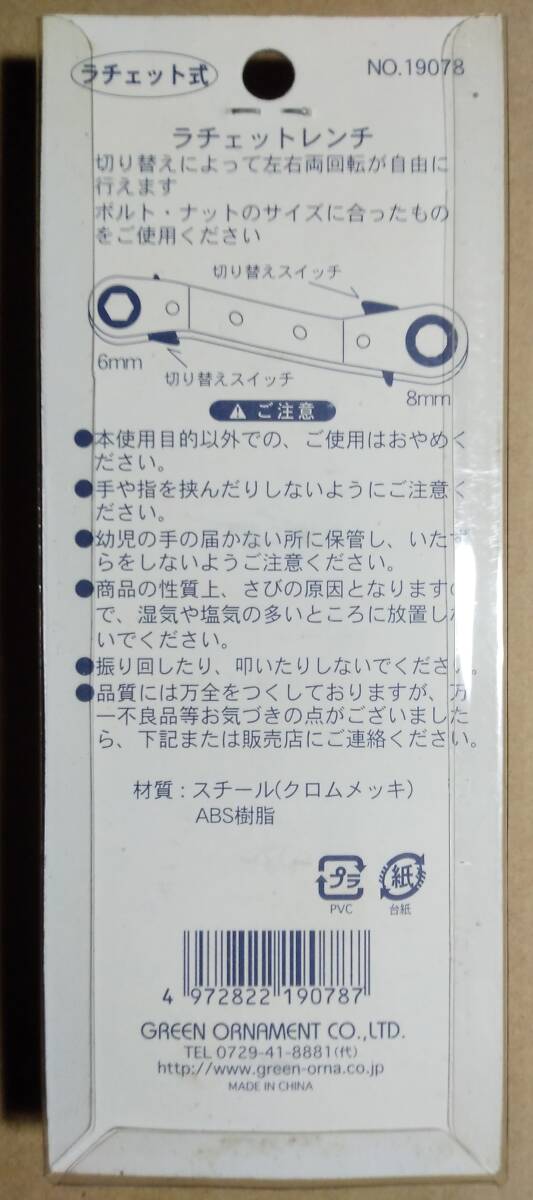 ラチェット式
NO.19078
ラチェットレンチ
切り替えによって左右両回転が自由に
行えます
ボルト・ナットのサイズに合ったもの
をご使用ください
切り替えスイッチ
6mm
切り替えスイッチ
8mm
ご注意
●本使用目的以外での、ご使用はおやめく
ださい。
●手や指を挟んだりしないようにご注意く
ださい。
●幼児の手の届かない所に保管し、いたず
らをしないようご注意ください。
●商品の性質上、さびの原因となりますの
で、湿気や塩気の多いところに放置しな
いでください。
●振り回したり、叩いたりしないでください。
●品質には万全をつくしておりますが、万
一不良品等お気づきの点がございました
ら、下記または販売店にご連絡ください。
材質：スチール(クロムメッキ)
ABS樹脂
プラ
紙
PVC
台紙
4 972822 190787
GREEN ORNAMENT CO.,LTD.
TEL 0729-41-8881(代)
http://www.green-orna.co.jp
MADE IN CHINA